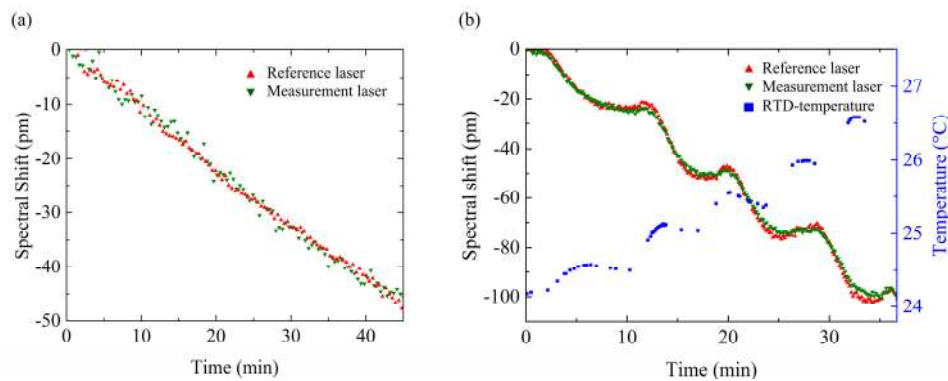 (a)
(b)
Spectral Shift (pm)
0
-10
-20
-30
-40
-50
Reference laser
Measurement laser
0
10
20
30
40
Time (min)
Spectral shift (pm)
0
-20
-40
-60
-80
-100
Reference laser
Measurement laser
RTD-temperature
27
26
25
24
Temperature (°C)
0
10
20
30
Time (min)